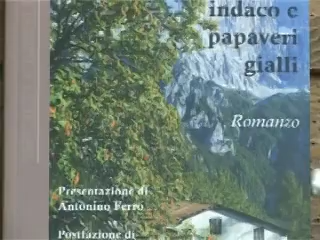 indaco e
papaveri
gialli
Romanzo
Presentazione di
Antonino Ferro
Postfazione di